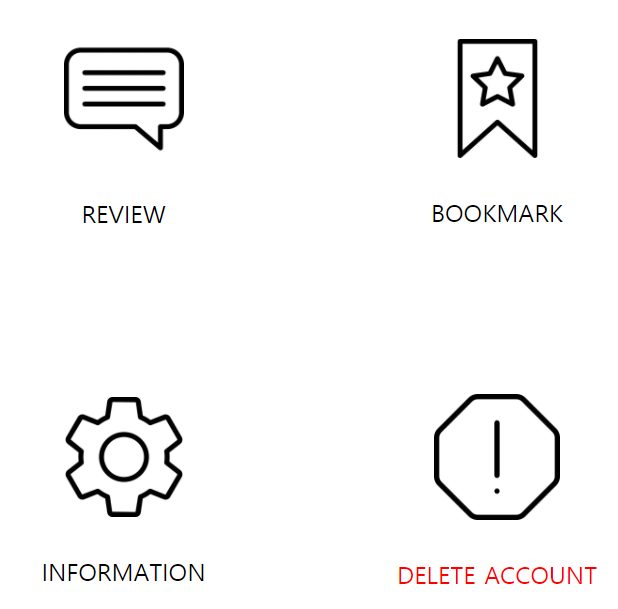 REVIEW
BOOKMARK
INFORMATION
DELETE ACCOUNT